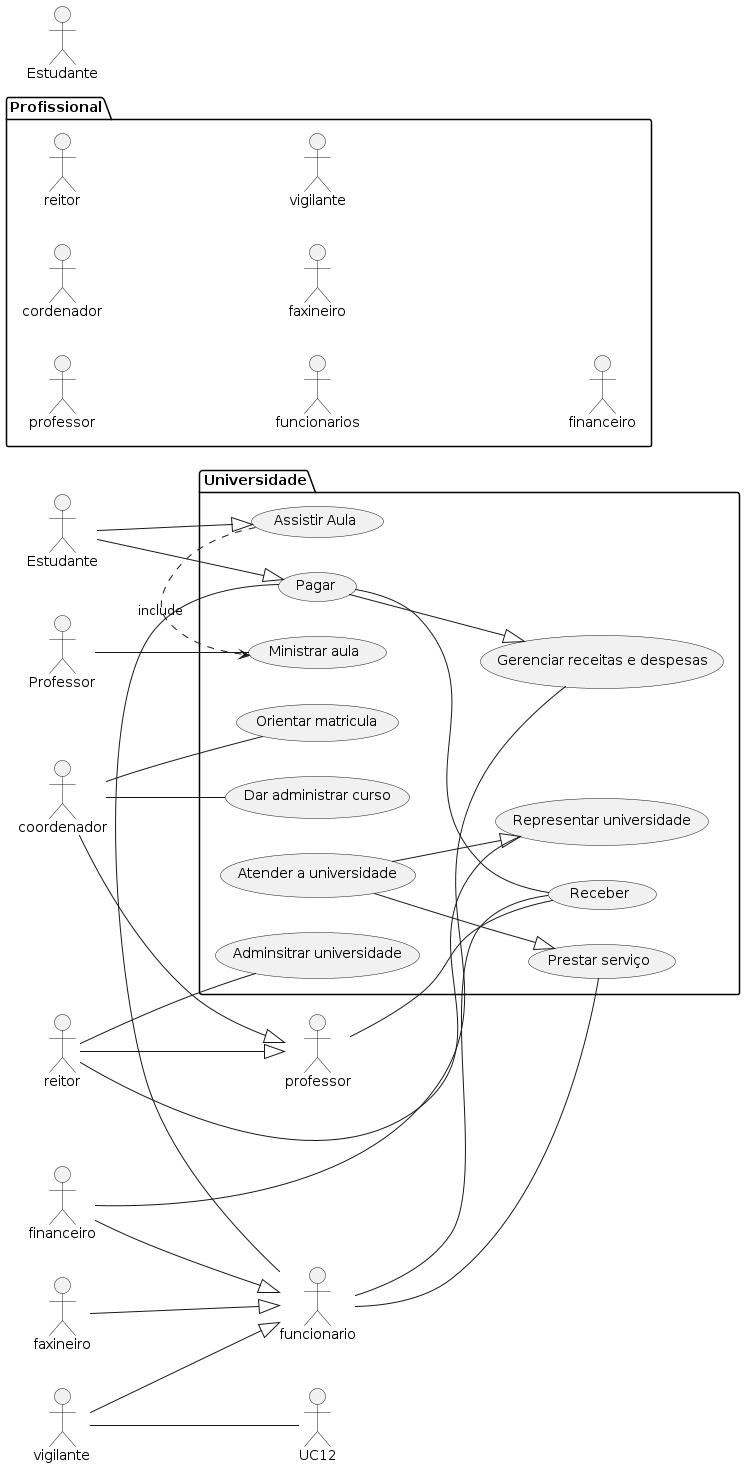 Estudante
Profissional
reitor
vigilante
cordenador
faxineiro
professor
funcionarios
financeiro
Universidade
Estudante
Assistir Aula
Pagar
include
Professor
Ministrar aula
Gerenciar receitas e despesas
Orientar matricula
coordenador
Dar administrar curso
Representar universidade
Atender a universidade
Receber
Adminsitrar universidade
Prestar serviço
reitor
professor
financeiro
faxineiro
funcionario
vigilante
UC12